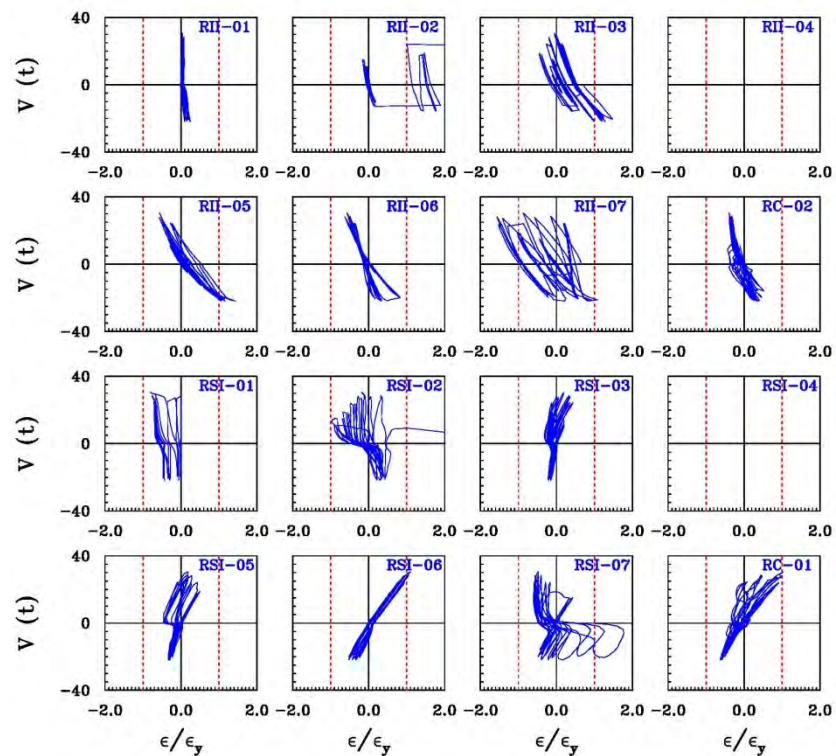 40 RII-01 RII-02 RII-03 RII-04
V (t) 0
-40
-2.0 0.0 2.0 -2.0 0.0 2.0 -2.0 0.0 2.0 -2.0 0.0 2.0
40 RII-05 RII-06 RII-07 RC-02
V (t) 0
-40
-2.0 0.0 2.0 -2.0 0.0 2.0 -2.0 0.0 2.0 -2.0 0.0 2.0
40 RSI-01 RSI-02 RSI-03 RSI-04
V (t) 0
-40
-2.0 0.0 2.0 -2.0 0.0 2.0 -2.0 0.0 2.0 -2.0 0.0 2.0
40 RSI-05 RSI-06 RSI-07 RC-01
V (t) 0
-40
-2.0 0.0 2.0 -2.0 0.0 2.0 -2.0 0.0 2.0 -2.0 0.0 2.0
ϵ/ϵy ϵ/ϵy ϵ/ϵy ϵ/ϵy